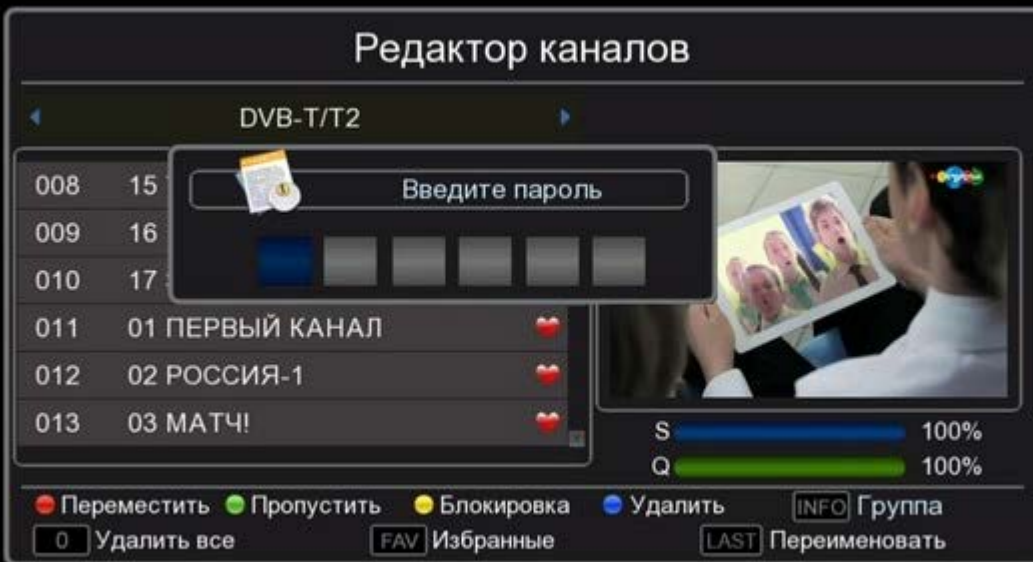 Редактор каналов
DVB-T/T2
Введите пароль
008 15
009 16
010 17
011 01 ПЕРВЫЙ КАНАЛ
012 02 РОССИЯ-1
013 03 МАТЧ!
S 100%
Q 100%
Переместить Пропустить Блокировка Удалить INFO Группа
0 Удалить все FAV Избранные LAST Переименовать